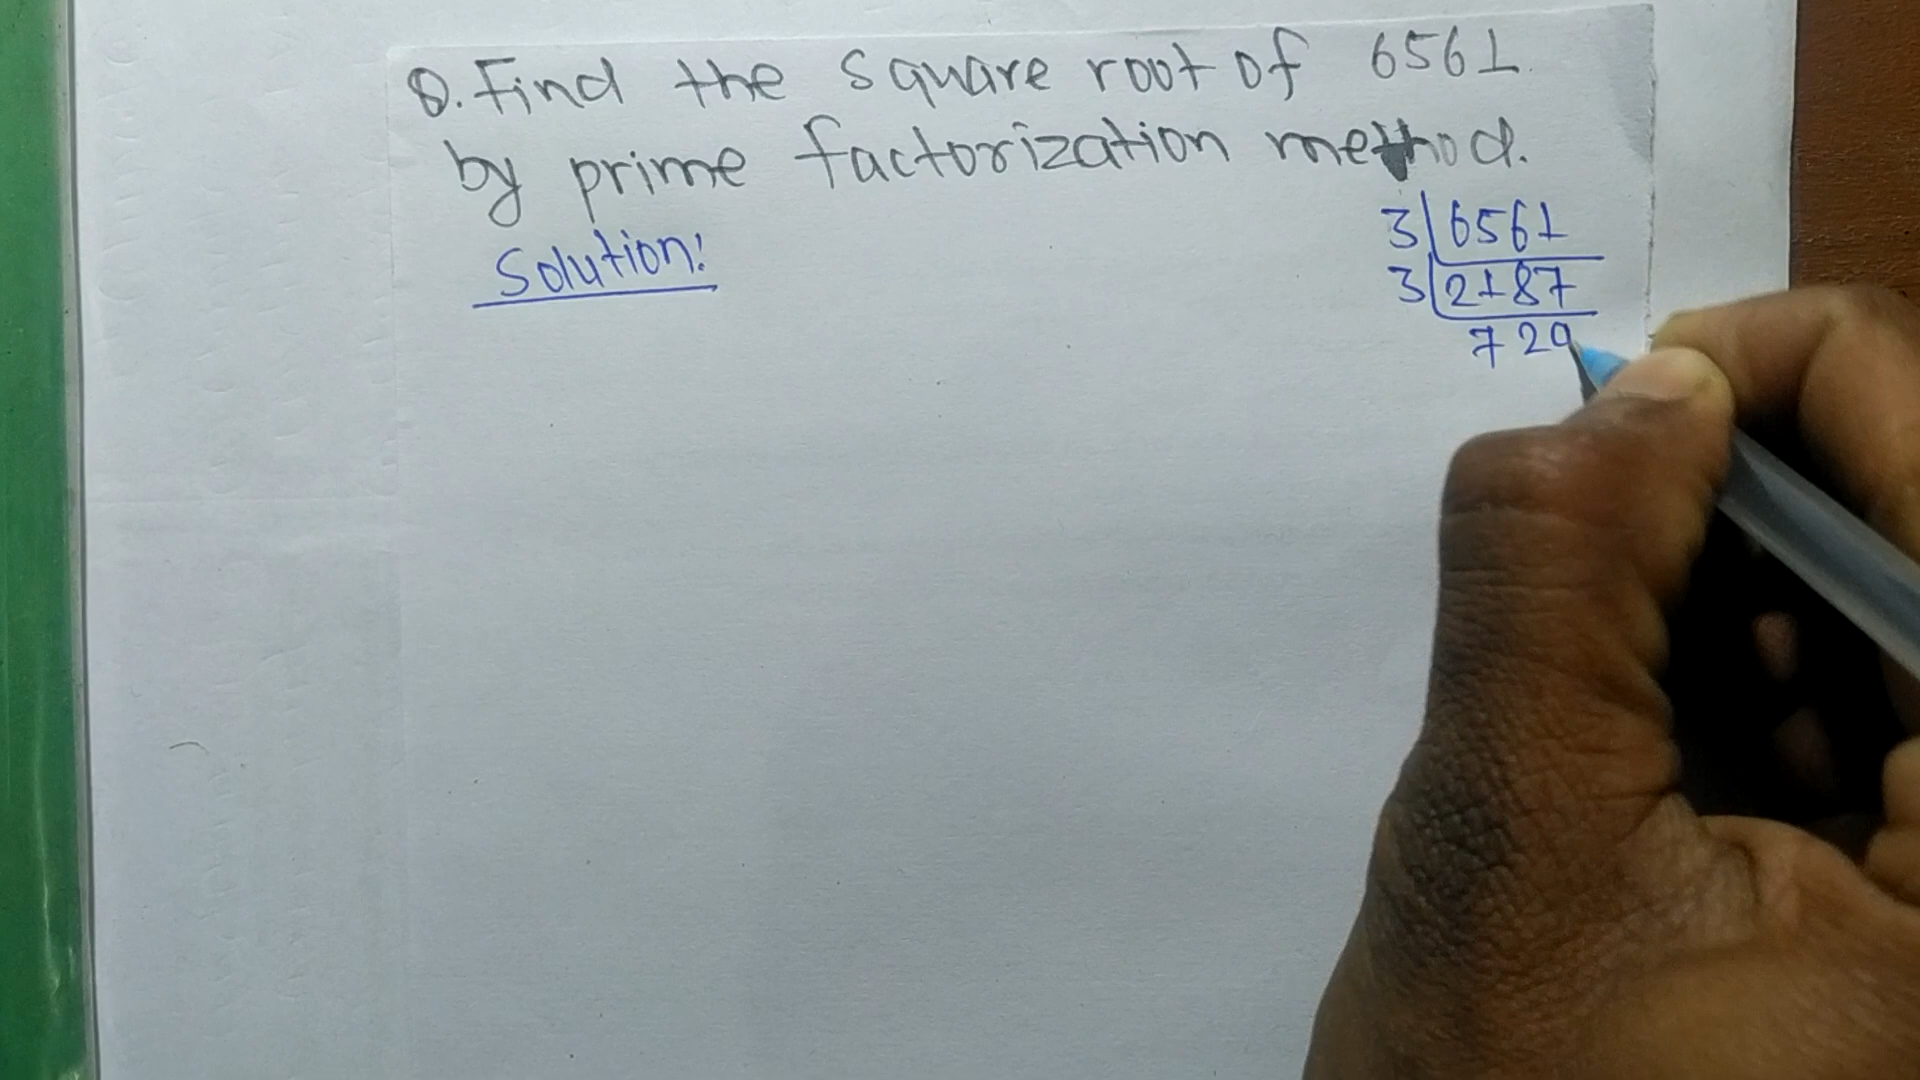 Q. Find the square root of 6561
by prime factorization method.
Solution:
3 6561
3 2187
729